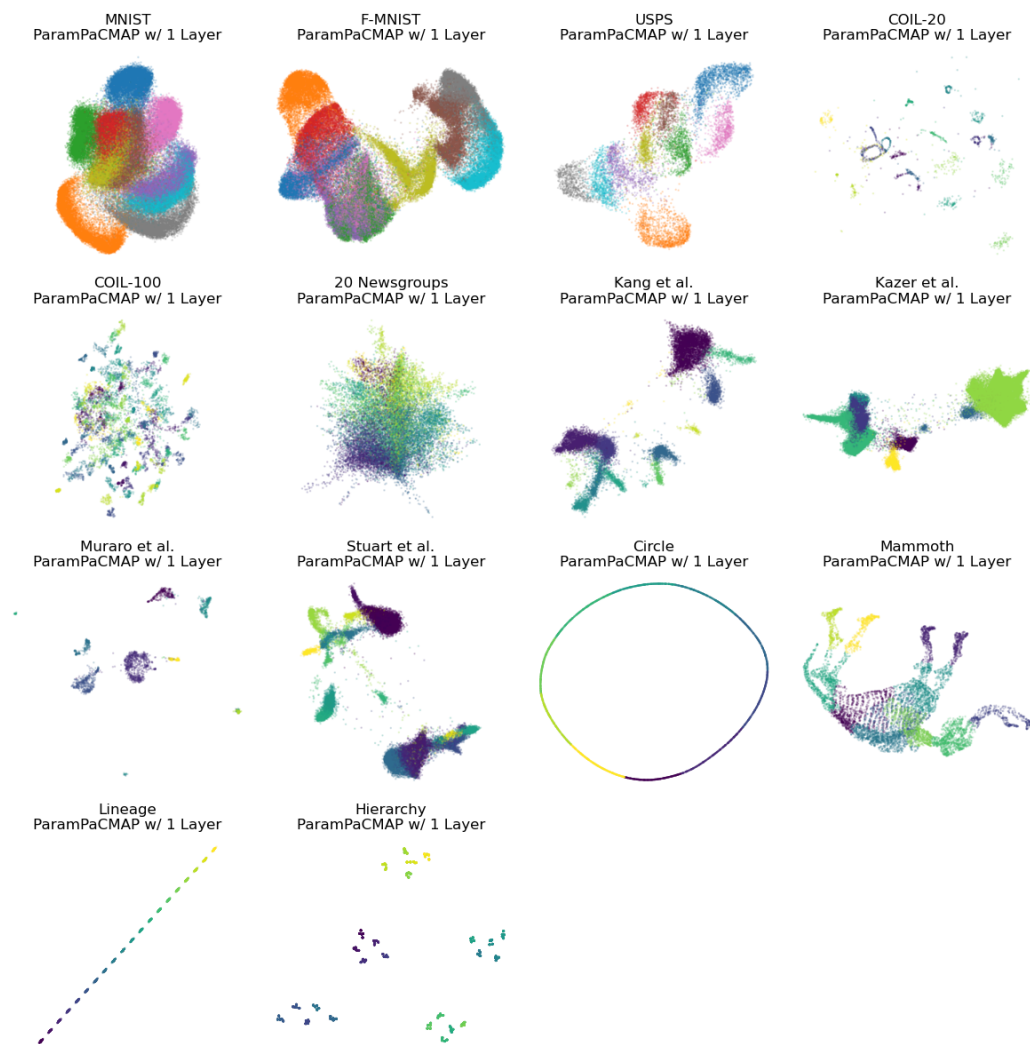 MNIST
ParamPaCMAP w/ 1 Layer
F-MNIST
ParamPaCMAP w/ 1 Layer
USPS
ParamPaCMAP w/ 1 Layer
COIL-20
ParamPaCMAP w/ 1 Layer
COIL-100
ParamPaCMAP w/ 1 Layer
20 Newsgroups
ParamPaCMAP w/ 1 Layer
Kang et al.
ParamPaCMAP w/ 1 Layer
Kazer et al.
ParamPaCMAP w/ 1 Layer
Muraro et al.
ParamPaCMAP w/ 1 Layer
Stuart et al.
ParamPaCMAP w/ 1 Layer
Circle
ParamPaCMAP w/ 1 Layer
Mammoth
ParamPaCMAP w/ 1 Layer
Lineage
ParamPaCMAP w/ 1 Layer
Hierarchy
ParamPaCMAP w/ 1 Layer